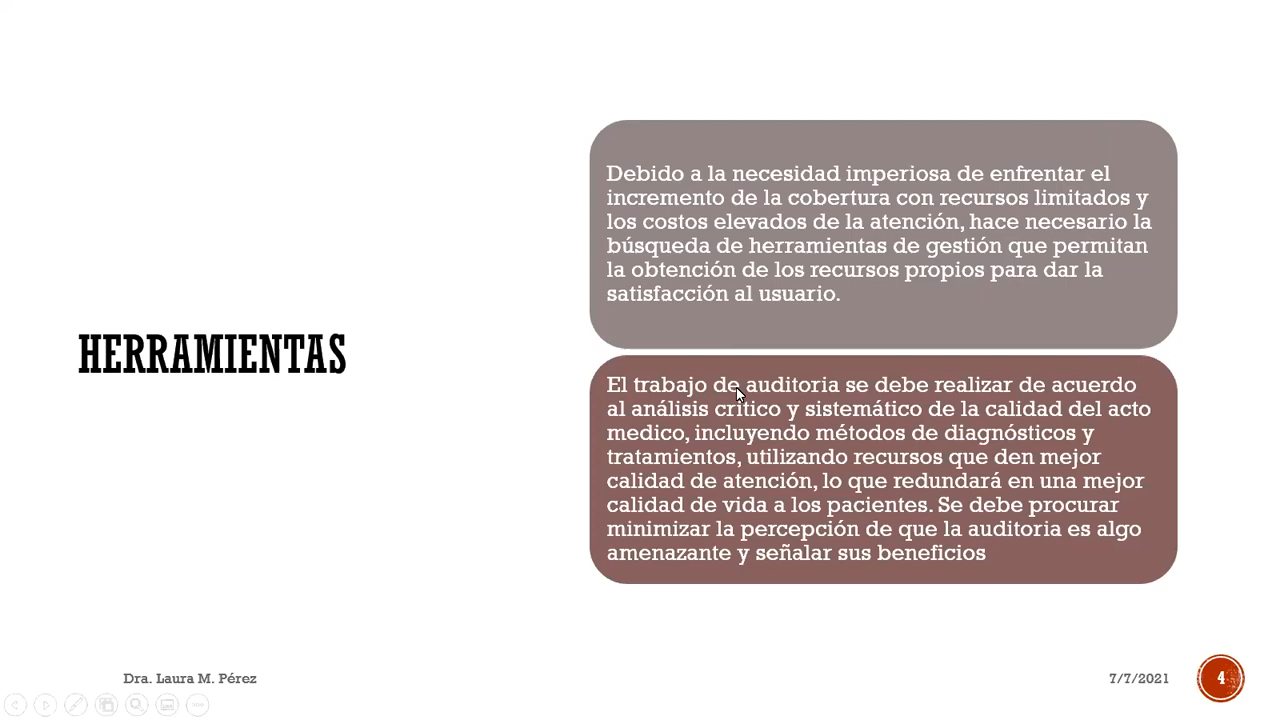 HERRAMIENTAS
Debido a la necesidad imperiosa de enfrentar el
incremento de la cobertura con recursos limitados y
los costos elevados de la atención, hace necesario la
búsqueda de herramientas de gestión que permitan
la obtención de los recursos propios para dar la
satisfacción al usuario.
El trabajo de auditoria se debe realizar de acuerdo
al análisis critico y sistemático de la calidad del acto
medico, incluyendo métodos de diagnósticos y
tratamientos, utilizando recursos que den mejor
calidad de atención, lo que redundará en una mejor
calidad de vida a los pacientes. Se debe procurar
minimizar la percepción de que la auditoria es algo
amenazante y señalar sus beneficios
Dra. Laura M. Pérez
7/7/2021
4